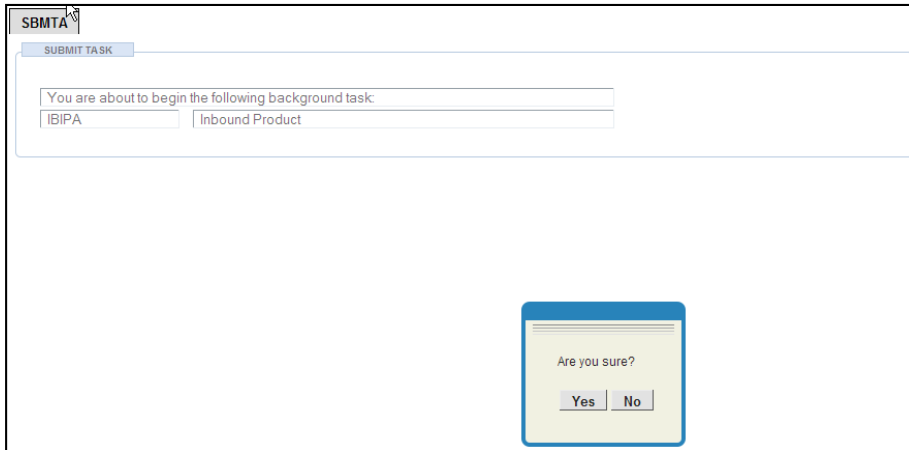 SBMTA
SUBMIT TASK
You are about to begin the following background task:
IBIPA Inbound Product
Are you sure?
Yes No